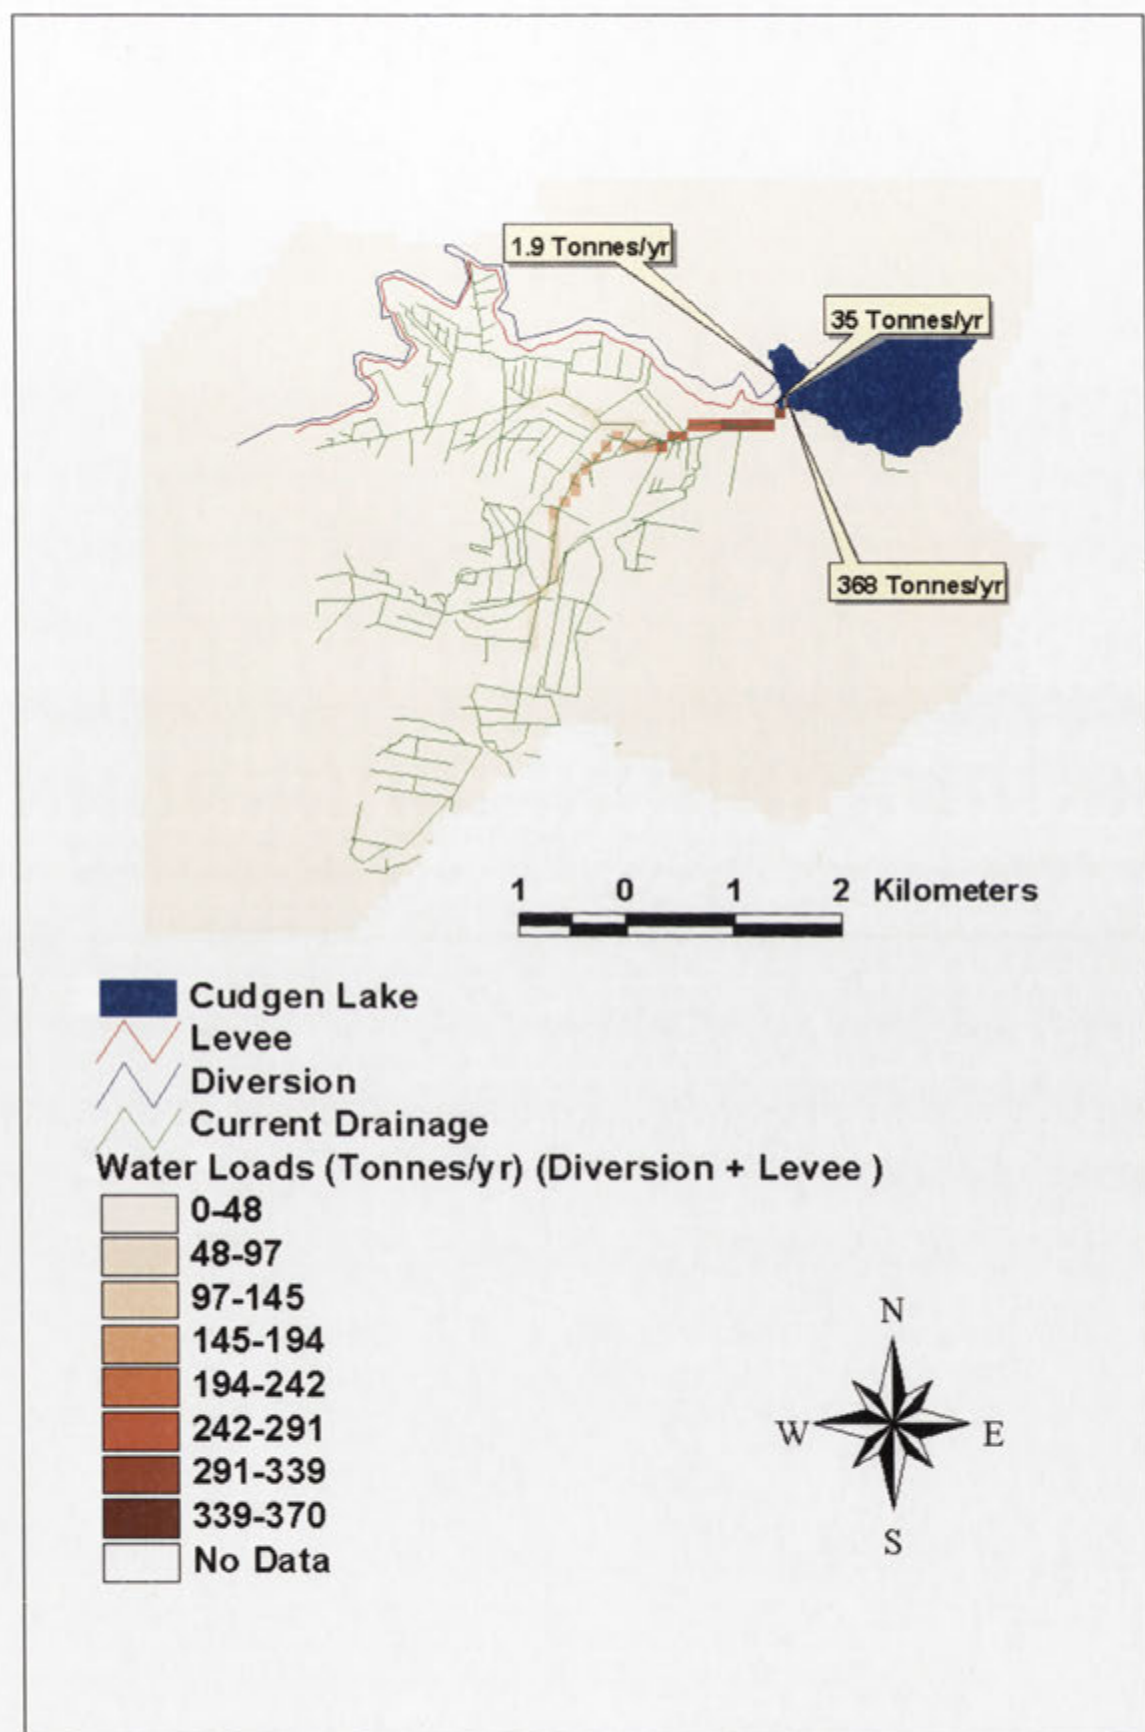 1.9 Tonnes/yr
35 Tonnes/yr
368 Tonnes/yr
1 0 1 2 Kilometers
Cudgen Lake
Levee
Diversion
Current Drainage
Water Loads (Tonnes/yr) (Diversion + Levee )
0-48
48-97
97-145
145-194
194-242
242-291
291-339
339-370
No Data
N
W E
S